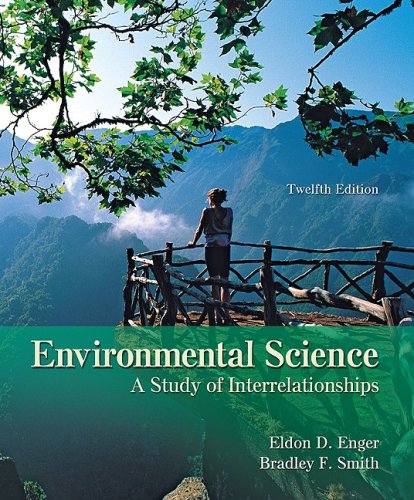 Twelfth Edition
Environmental Science
A Study of Interrelationships
Eldon D. Enger
Bradley F. Smith